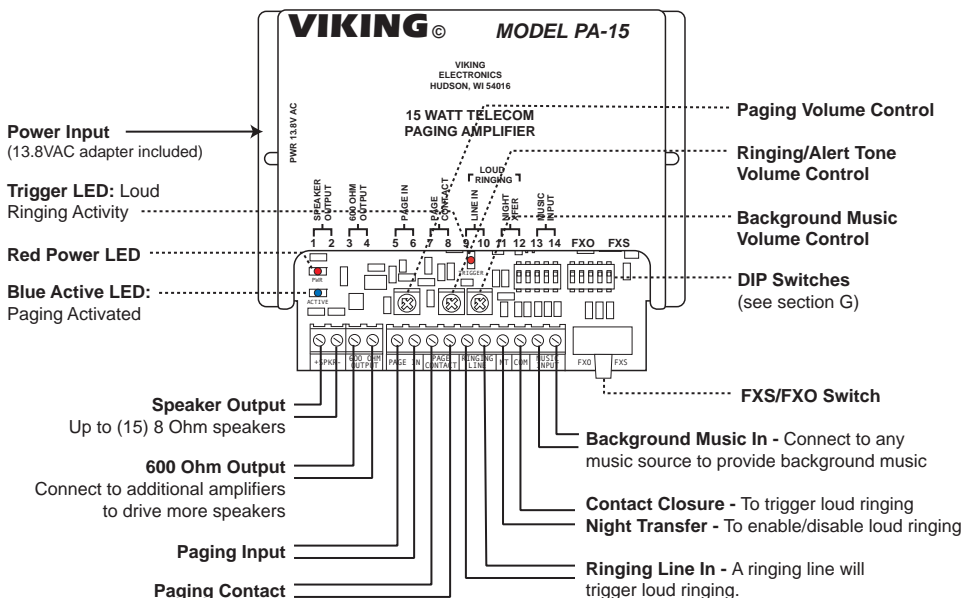 VIKING©
MODEL PA-15
VIKING
ELECTRONICS
HUDSON, WI 54016
15 WATT TELECOM
PAGING AMPLIFIER
PWR 13.8V AC
Power Input
(13.8VAC adapter included)
Trigger LED: Loud
Ringing Activity
Red Power LED
Blue Active LED:
Paging Activated
Paging Volume Control
Ringing/Alert Tone
Volume Control
Background Music
Volume Control
DIP Switches
(see section G)
FXS/FXO Switch
LOUD
RINGING
SPEAKER
OUTPUT
600 OHM
OUTPUT
PAGE IN
PAGE
CONTACT
LINE IN
NIGHT
XFER
MUSIC
INPUT
1 2 3 4 5 6 7 8 9 10 11 12 13 14 FXO FXS
PWR
ACTIVE
TRIGGER
+SPKR-
600 OHM
OUTPUT
PAGE IN
PAGE
CONTACT
RINGING
LINE
NT
COM
MUSIC
INPUT
FXO FXS
Speaker Output
Up to (15) 8 Ohm speakers
600 Ohm Output
Connect to additional amplifiers
to drive more speakers
Paging Input
Paging Contact
Background Music In - Connect to any
music source to provide background music
Contact Closure - To trigger loud ringing
Night Transfer - To enable/disable loud ringing
Ringing Line In - A ringing line will
trigger loud ringing.